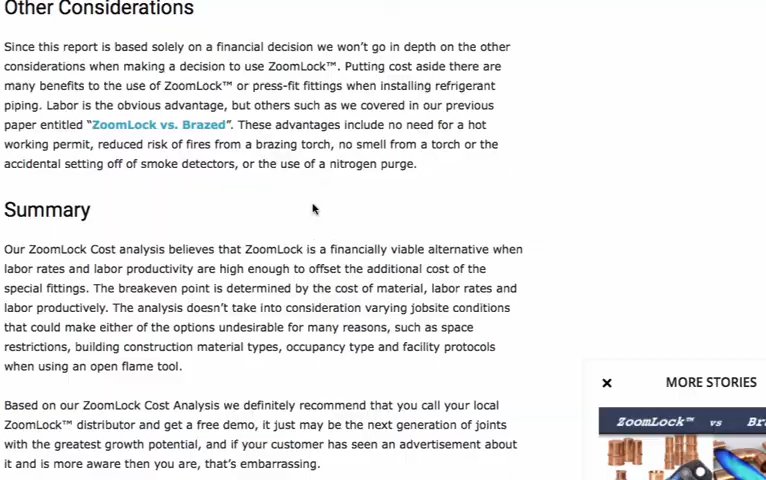 Other Considerations
Since this report is based solely on a financial decision we won't go in depth on the other
considerations when making a decision to use ZoomLock™. Putting cost aside there are
many benefits to the use of ZoomLock™ or press-fit fittings when installing refrigerant
piping. Labor is the obvious advantage, but others such as we covered in our previous
paper entitled “ZoomLock vs. Brazed”. These advantages include no need for a hot
working permit, reduced risk of fires from a brazing torch, no smell from a torch or the
accidental setting off of smoke detectors, or the use of a nitrogen purge.
Summary
Our ZoomLock Cost analysis believes that ZoomLock is a financially viable alternative when
labor rates and labor productivity are high enough to offset the additional cost of the
special fittings. The breakeven point is determined by the cost of material, labor rates and
labor productively. The analysis doesn't take into consideration varying jobsite conditions
that could make either of the options undesirable for many reasons, such as space
restrictions, building construction material types, occupancy type and facility protocols
when using an open flame tool.
Based on our ZoomLock Cost Analysis we definitely recommend that you call your local
ZoomLock™ distributor and get a free demo, it just may be the next generation of joints
with the greatest growth potential, and if your customer has seen an advertisement about
it and is more aware then you are, that's embarrassing.
MORE STORIES
ZoomLock™ vs Br